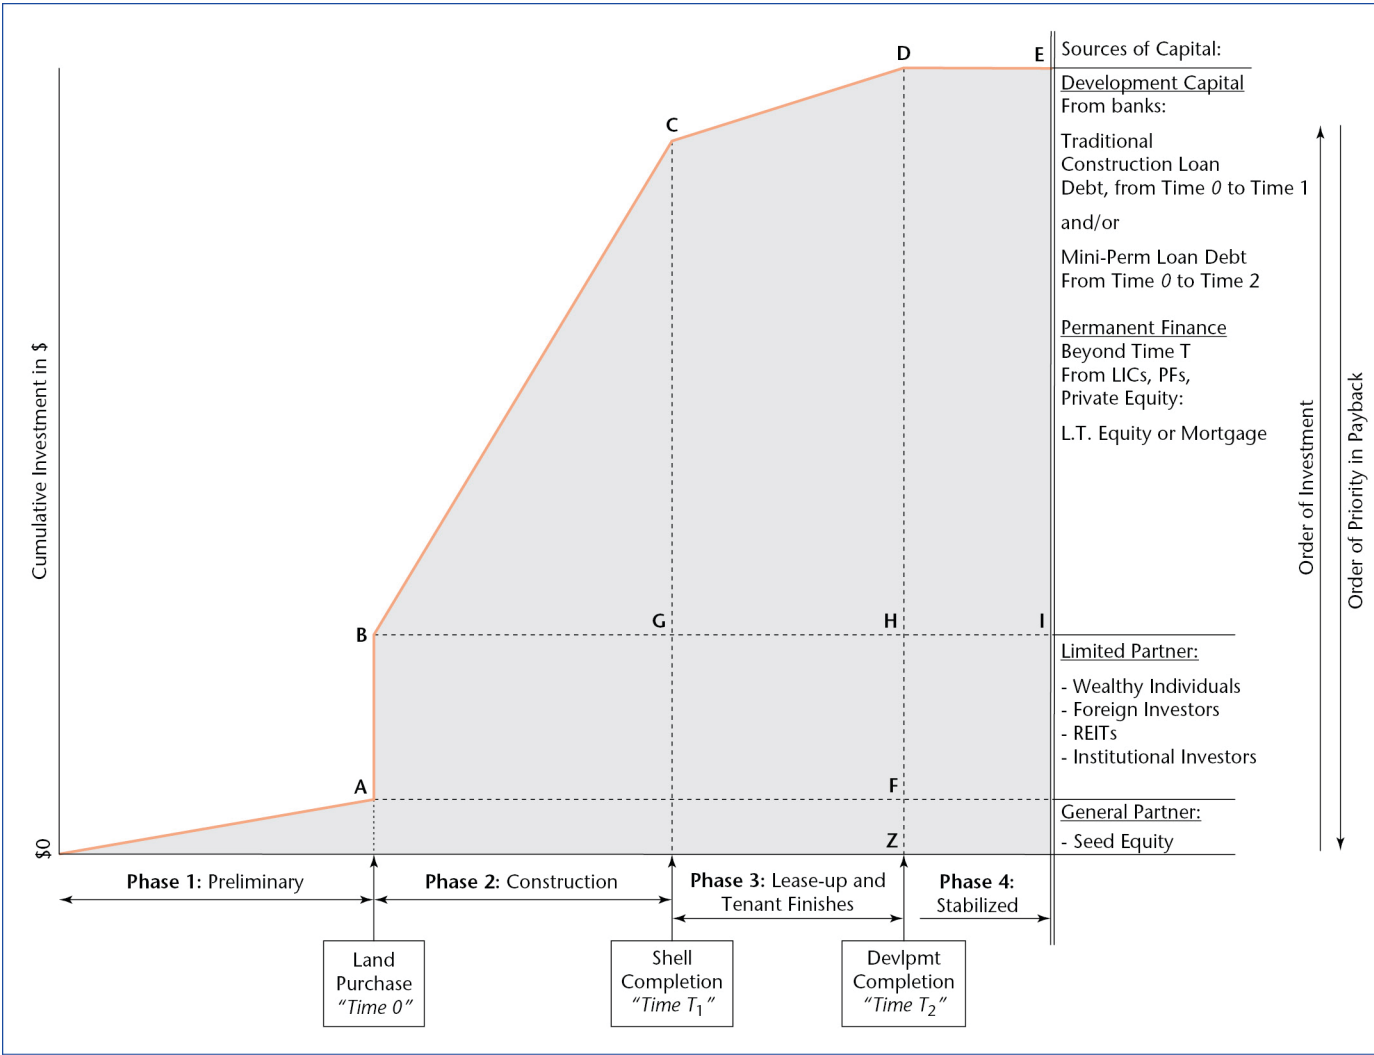 D
E
Sources of Capital:
Development Capital
From banks:
C
Traditional
Construction Loan
Debt, from Time 0 to Time 1
and/or
Mini-Perm Loan Debt
From Time 0 to Time 2
Permanent Finance
Beyond Time T
From LICs, PFs,
Private Equity:
L.T. Equity or Mortgage
Cumulative Investment in $
Order of Investment
Order of Priority in Payback
B
G
H
I
Limited Partner:
- Wealthy Individuals
- Foreign Investors
- REITs
- Institutional Investors
A
F
General Partner:
- Seed Equity
Z
$0
Phase 1: Preliminary
Phase 2: Construction
Phase 3: Lease-up and
Tenant Finishes
Phase 4:
Stabilized
Land
Purchase
“Time 0”
Shell
Completion
“Time T1”
Devlpmt
Completion
“Time T2”